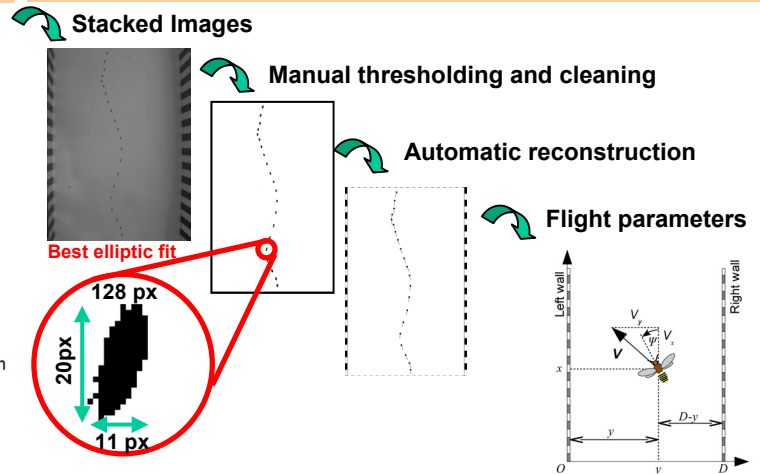 Stacked Images
Manual thresholding and cleaning
Automatic reconstruction
Flight parameters
Best elliptic fit
128 px
20px
11 px
Left wall
Right wall
V_y
V_x
Ψ
V
x
y
D-y
O
y
D